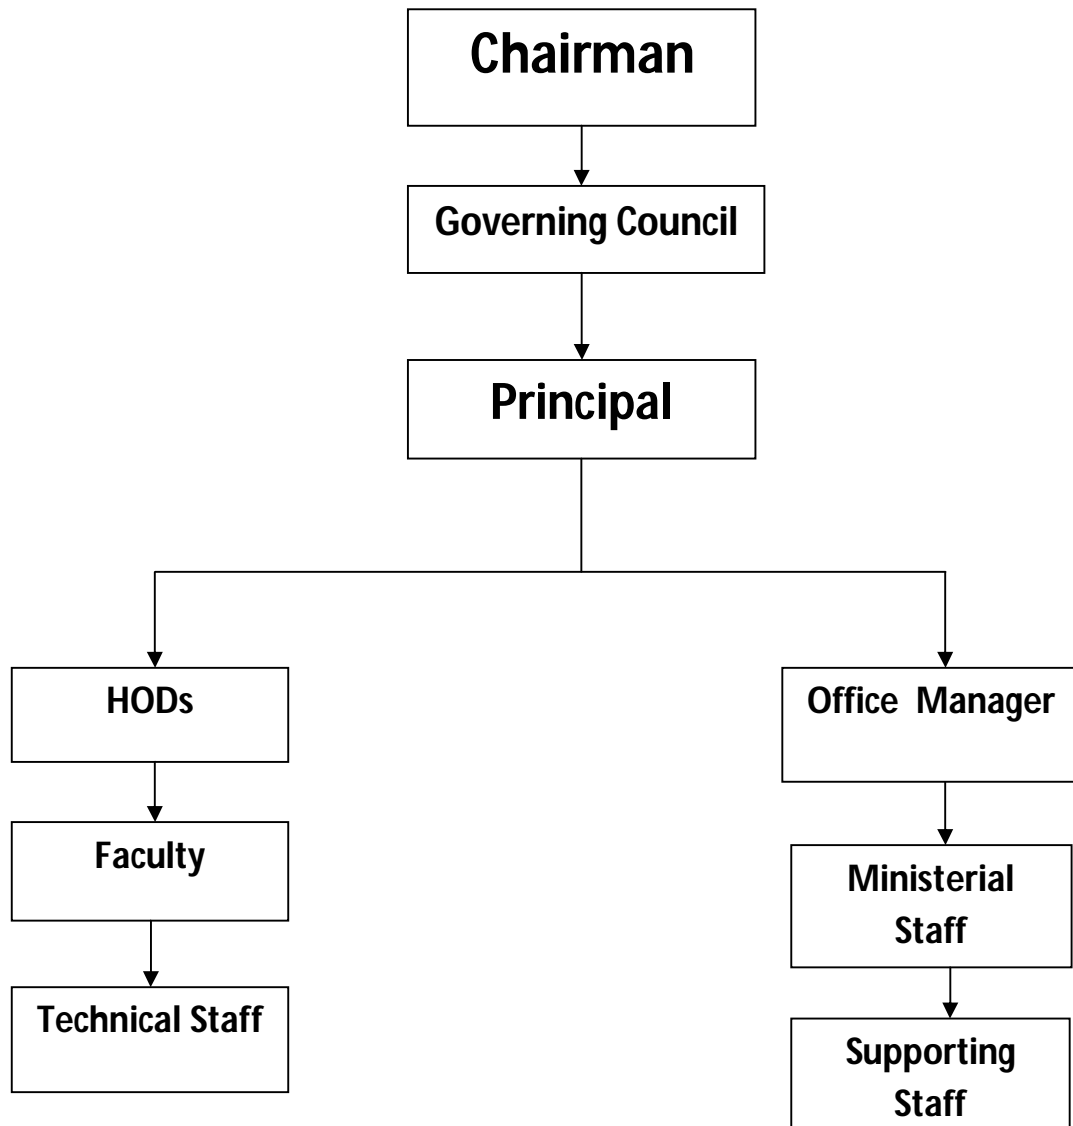 Chairman
Governing Council
Principal
HODs
Office Manager
Faculty
Ministerial
Staff
Technical Staff
Supporting
Staff